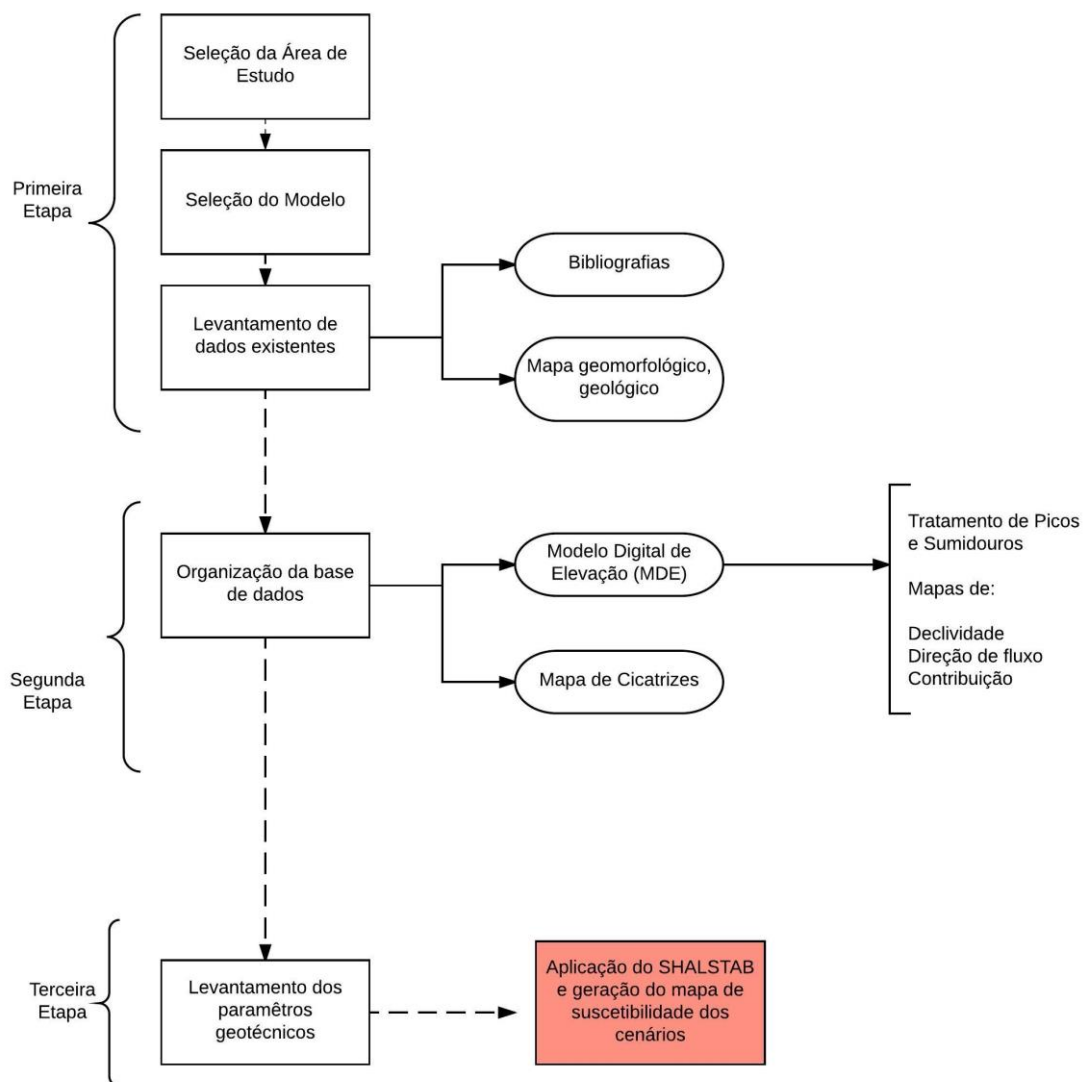 Seleção da Área de
Estudo
Primeira
Etapa
Seleção do Modelo
Levantamento de
dados existentes
Bibliografias
Mapa geomorfológico,
geológico
Segunda
Etapa
Organização da base
de dados
Modelo Digital de
Elevação (MDE)
Mapa de Cicatrizes
Tratamento de Picos
e Sumidouros
Mapas de:
Declividade
Direção de fluxo
Contribuição
Terceira
Etapa
Levantamento dos
paramêtros
geotécnicos
Aplicação do SHALSTAB
e geração do mapa de
suscetibilidade dos
cenários